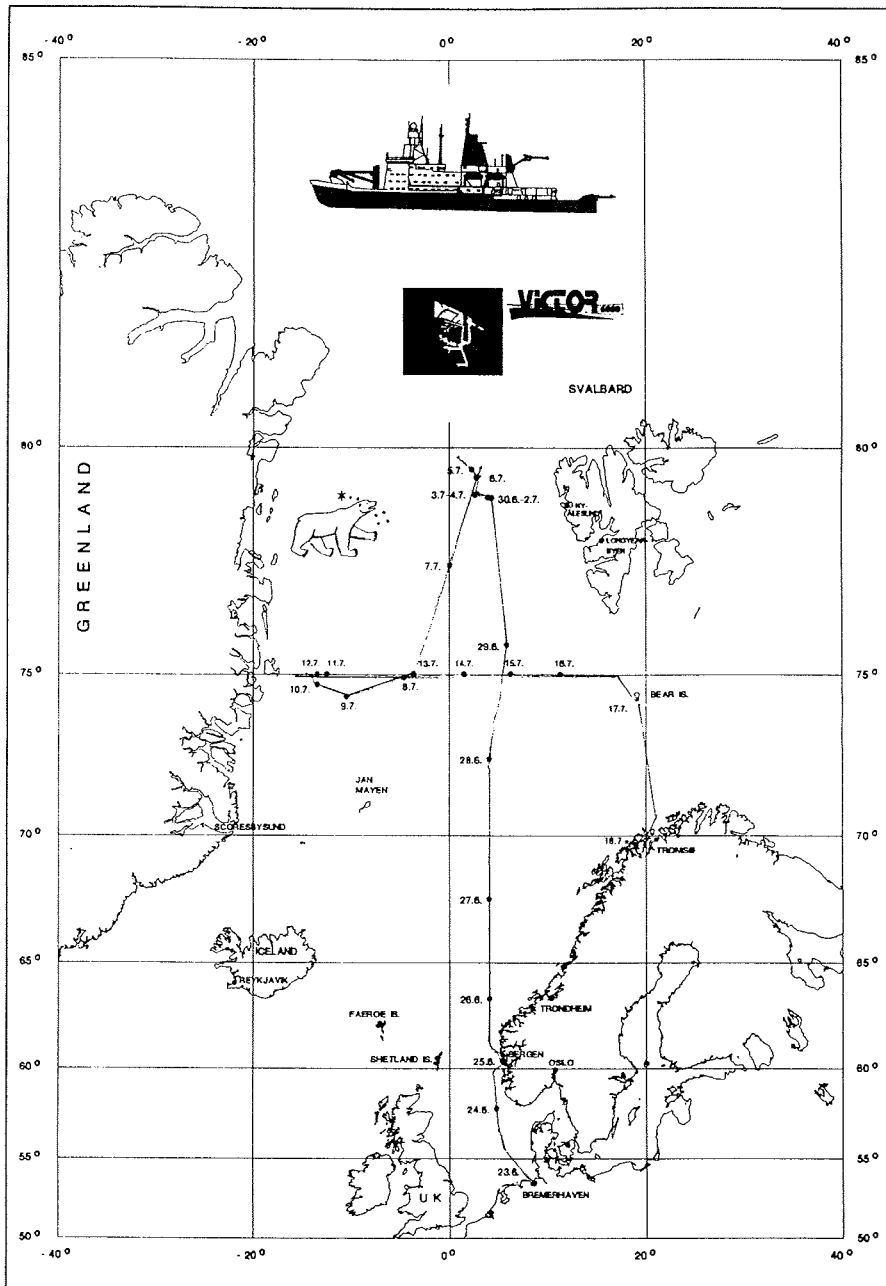 - 40°
- 20°
0°
20°
40°
85°
85°
VICTOR 6000
SVALBARD
80°
80°
GREENLAND
5.7.
6.7.
3.7.-4.7.
30.6.-2.7.
NY-
ALESUND
LONGYEAR-
BYEN
7.7.
29.6.
75°
12.7.
11.7.
13.7.
14.7.
15.7.
16.7.
75°
10.7.
9.7.
8.7.
BEAR IS.
17.7.
28.6.
JAN
MAYEN
SCORESBYSUND
70°
18.7
TROMSØ
70°
27.6.
ICELAND
65°
65°
REYKJAVIK
26.6.
TRONDHEIM
FAEROE IS.
SHETLAND IS.
25.6.
BERGEN
OSLO
60°
60°
24.6.
55°
55°
23.6.
UK
BREMERHAVEN
50°
50°
- 40°
- 20°
0°
20°
40°